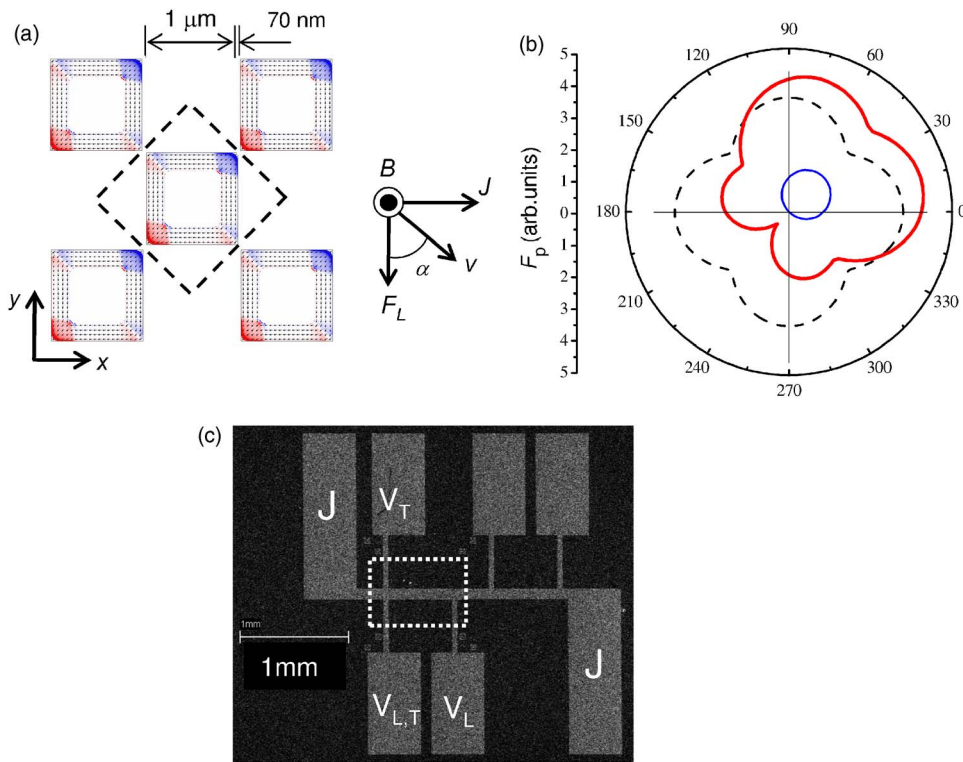 (a)
1 μm
70 nm
B
J
α
v
F_L
y
x
(b)
F_p (arb.units)
5
4
3
2
1
0
1
2
3
4
5
90
60
30
0
330
300
270
240
210
180
150
120
(c)
J
V_T
1mm
1mm
V_L,T
V_L
J